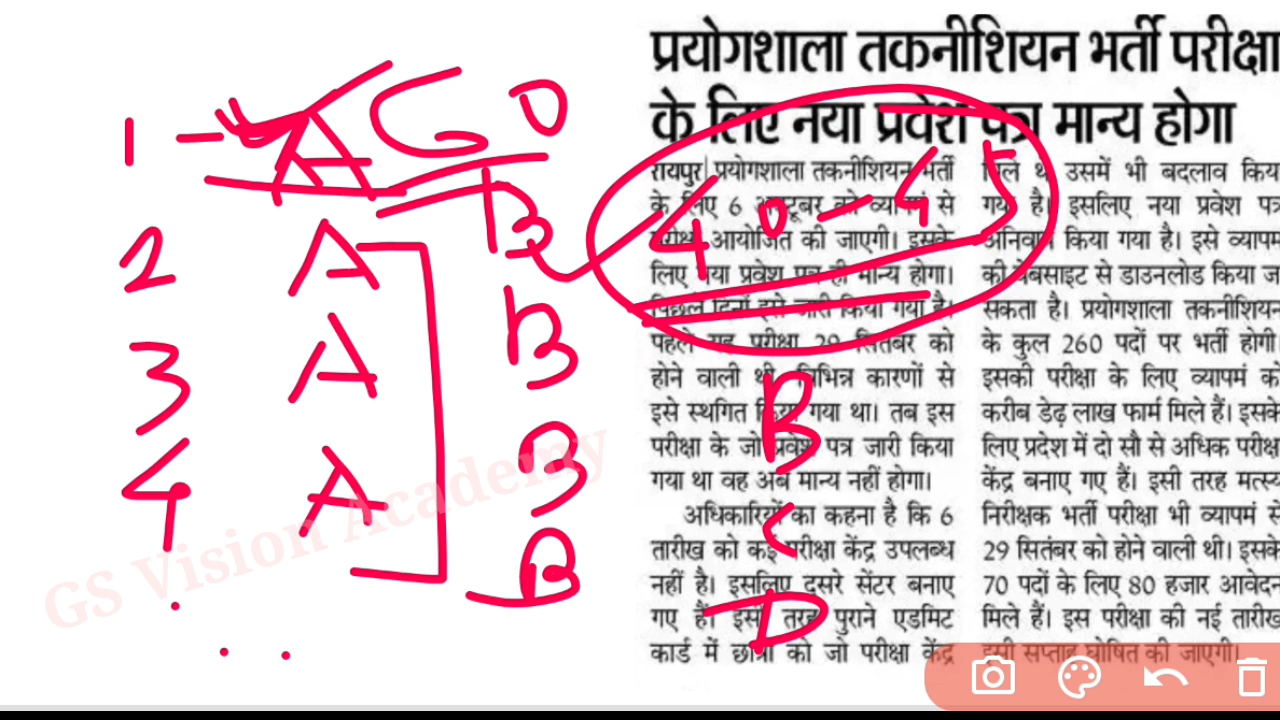 1 - A C D
B
2 A
3 A B
4 A B
B
40-45
B
C
D
GS Vision Academy
प्रयोगशाला तकनीशियन भर्ती परीक्षा
के लिए नया प्रवेश पत्र मान्य होगा
रायपुर| प्रयोगशाला तकनीशियन भर्ती
के लिए 6 अक्टूबर को व्यापमं से
परीक्षा आयोजित की जाएगी। इसके
लिए नया प्रवेश पत्र ही मान्य होगा।
पिछले दिनों इसे जारी किया गया है।
पहले यह परीक्षा 29 सितंबर को
होने वाली थी। विभिन्न कारणों से
इसे स्थगित किया गया था। तब इस
परीक्षा के जो प्रवेश पत्र जारी किया
गया था वह अब मान्य नहीं होगा।
अधिकारियों का कहना है कि 6
तारीख को कई परीक्षा केंद्र उपलब्ध
नहीं है। इसलिए दूसरे सेंटर बनाए
गए हैं। इसी तरह पुराने एडमिट
कार्ड में छात्रों को जो परीक्षा केंद्र
मिले थे उसमें भी बदलाव किया
गया है। इसलिए नया प्रवेश पत्र
अनिवार्य किया गया है। इसे व्यापमं
की वेबसाइट से डाउनलोड किया जा
सकता है। प्रयोगशाला तकनीशियन
के कुल 260 पदों पर भर्ती होगी।
इसकी परीक्षा के लिए व्यापमं को
करीब डेढ़ लाख फार्म मिले हैं। इसके
लिए प्रदेश में दो सौ से अधिक परीक्षा
केंद्र बनाए गए हैं। इसी तरह मत्स्य
निरीक्षक भर्ती परीक्षा भी व्यापमं से
29 सितंबर को होने वाली थी। इसके
70 पदों के लिए 80 हजार आवेदन
मिले हैं। इस परीक्षा की नई तारीख
इसी सप्ताह घोषित की जाएगी।